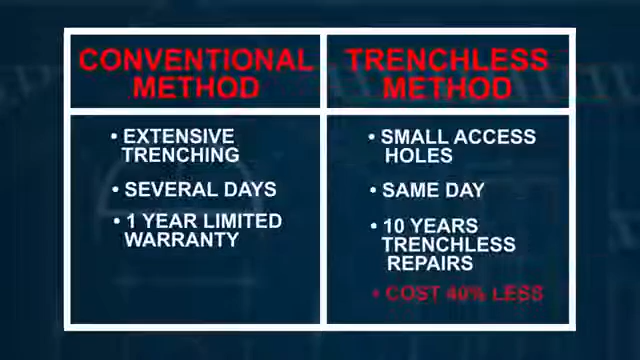 CONVENTIONAL
METHOD
• EXTENSIVE
TRENCHING
• SEVERAL DAYS
• 1 YEAR LIMITED
WARRANTY
TRENCHLESS
METHOD
• SMALL ACCESS
HOLES
• SAME DAY
• 10 YEARS
TRENCHLESS
REPAIRS
• COST 40% LESS